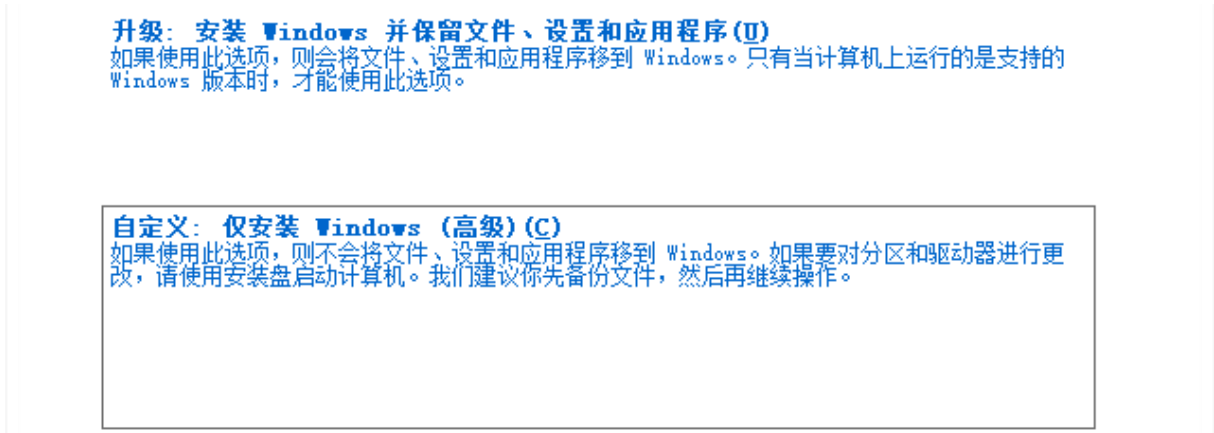 升级: 安装 Windows 并保留文件、设置和应用程序(U)
如果使用此选项，则会将文件、设置和应用程序移到 Windows。只有当计算机上运行的是支持的
Windows 版本时，才能使用此选项。
自定义: 仅安装 Windows (高级)(C)
如果使用此选项，则不会将文件、设置和应用程序移到 Windows。如果要对分区和驱动器进行更
改，请使用安装盘启动计算机。我们建议你先备份文件，然后再继续操作。